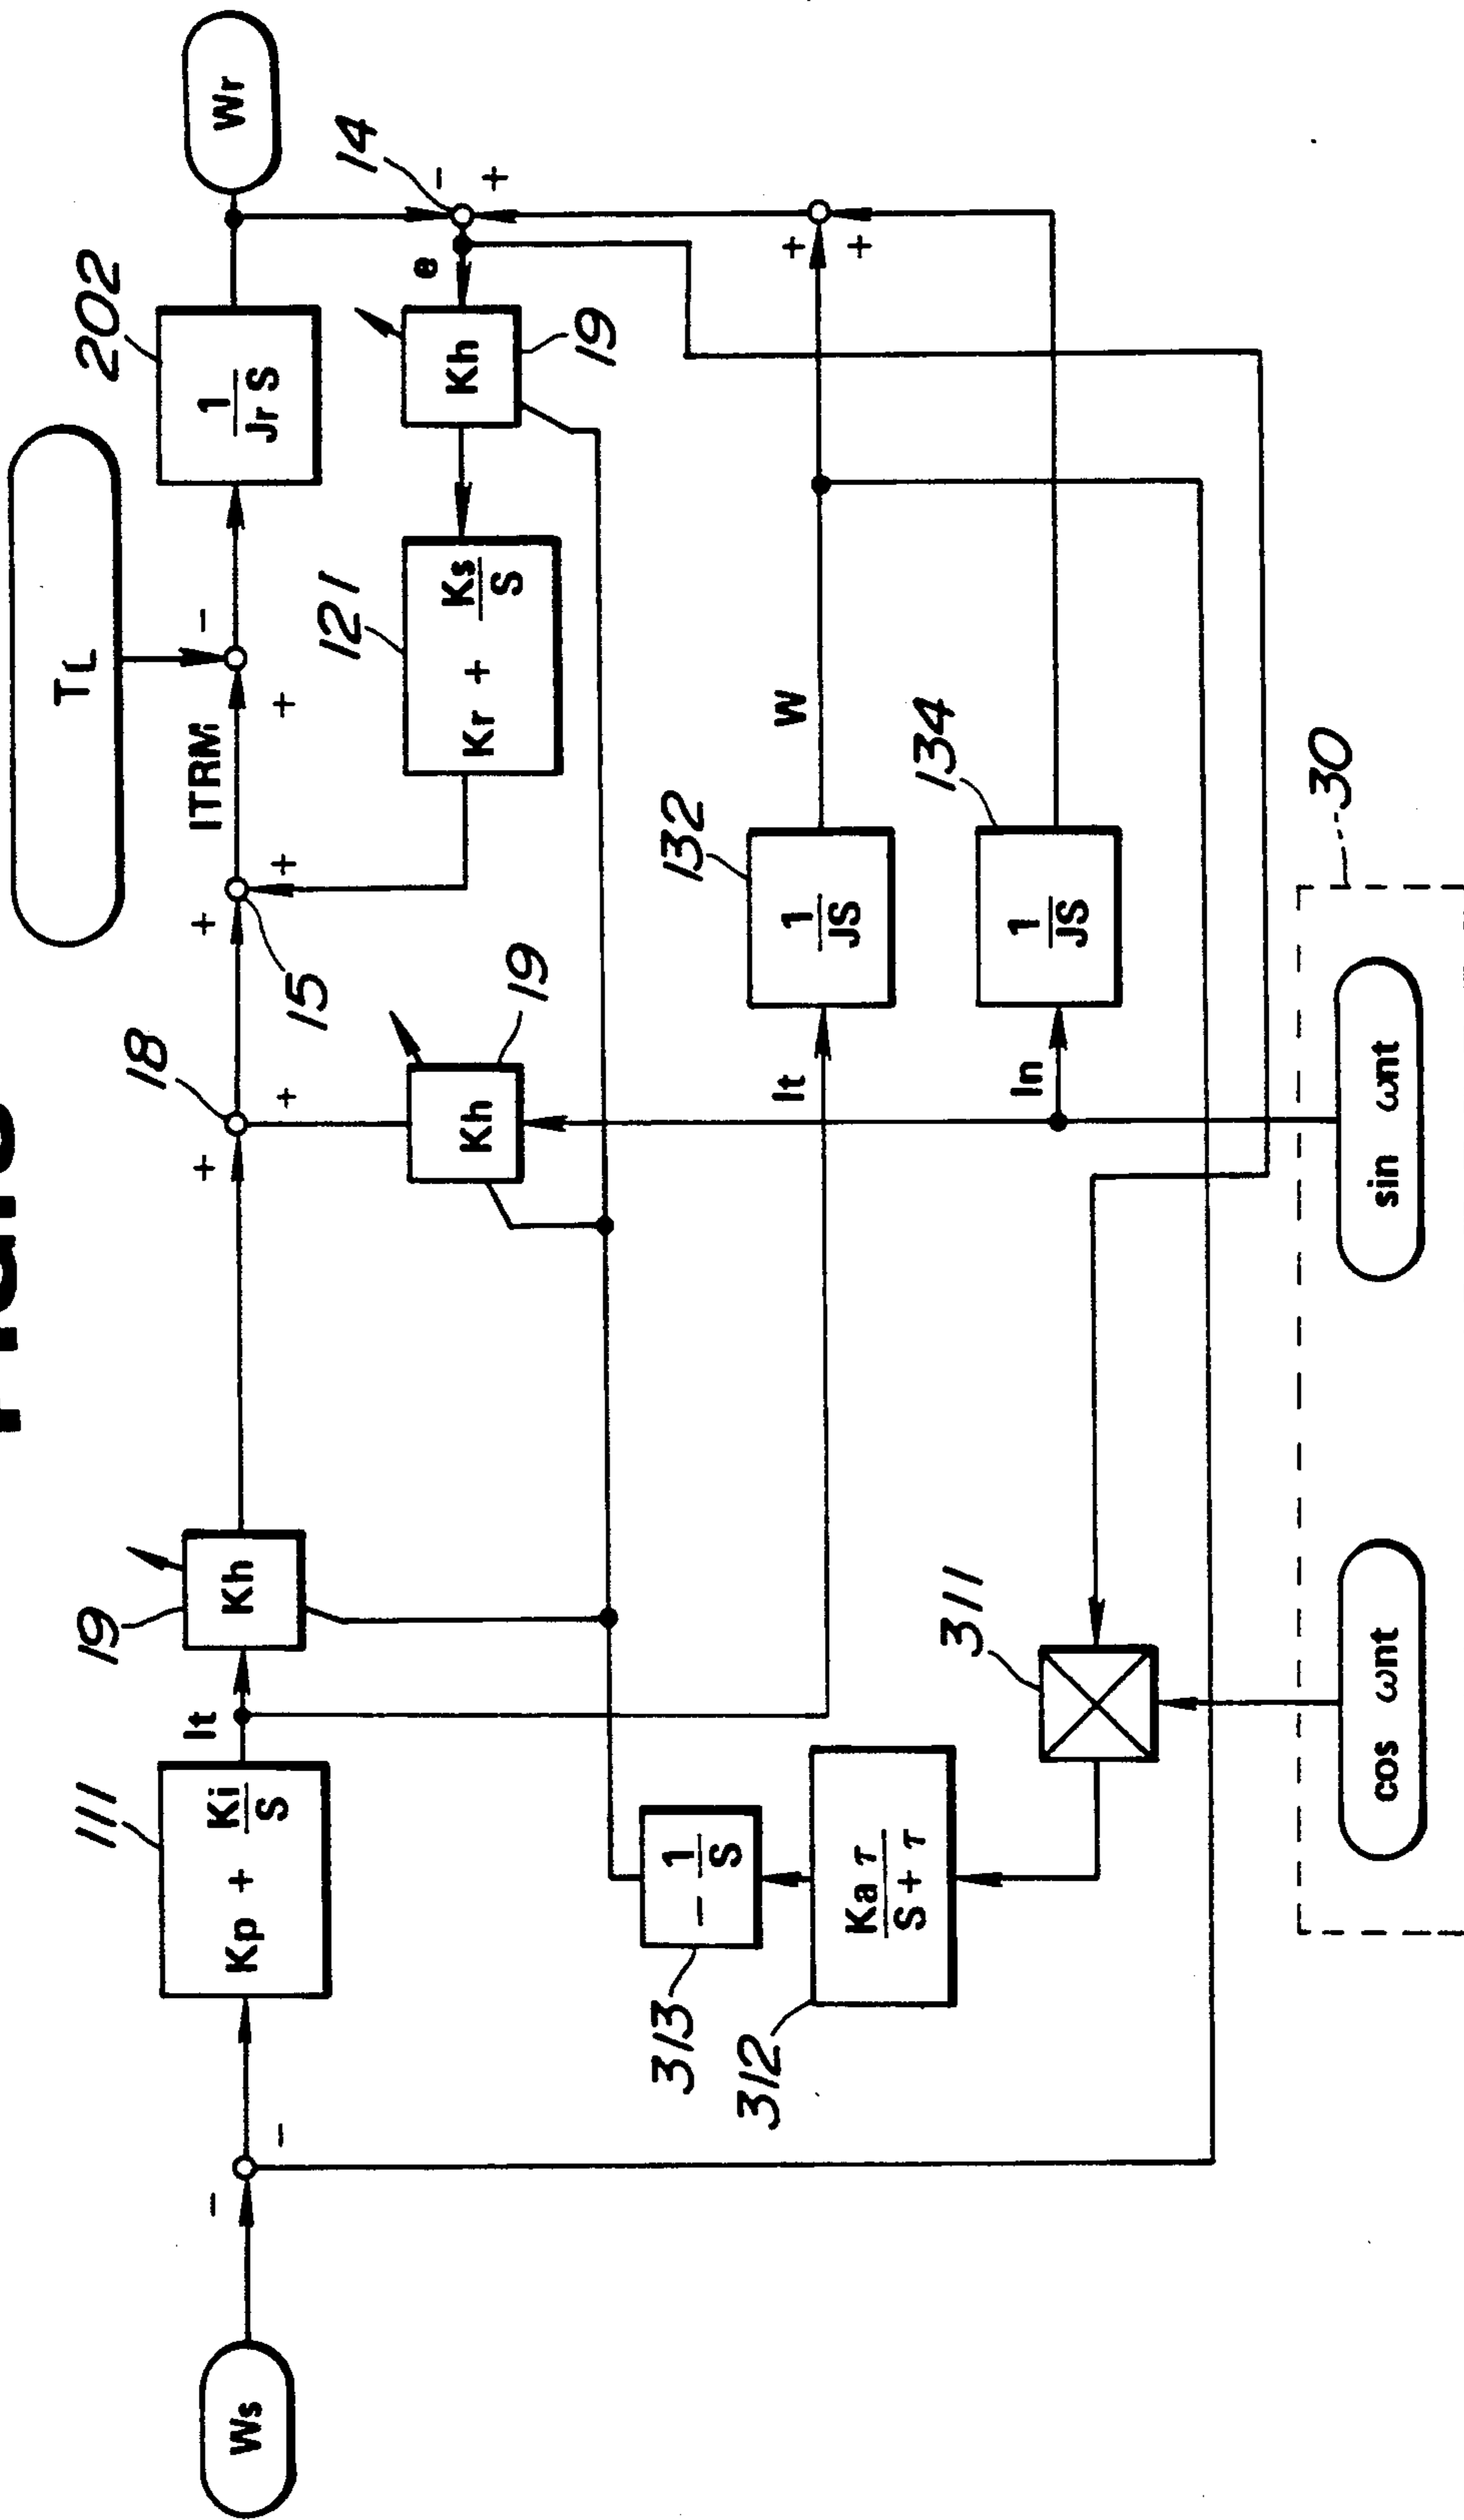 Ws
-
-
111
Kp + Ki/S
It
19
Kh
+
18
+
+
15
+
ITRM
+
-
TL
202
1/JrS
Wr
14
-
+
e
Kh
19
121
Kr + Ks/S
19
Kh
132
1/JS
It
W
+
+
134
1/JS
In
313
- 1/S
312
Ka τ/S + τ
311
30
cos ωnt
sin ωnt